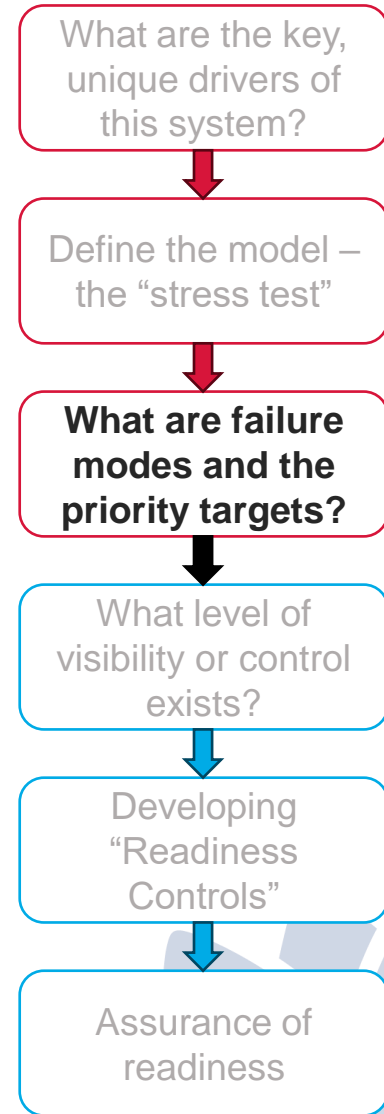 What are the key,
unique drivers of
this system?
Define the model –
the “stress test”
What are failure
modes and the
priority targets?
What level of
visibility or control
exists?
Developing
“Readiness
Controls”
Assurance of
readiness